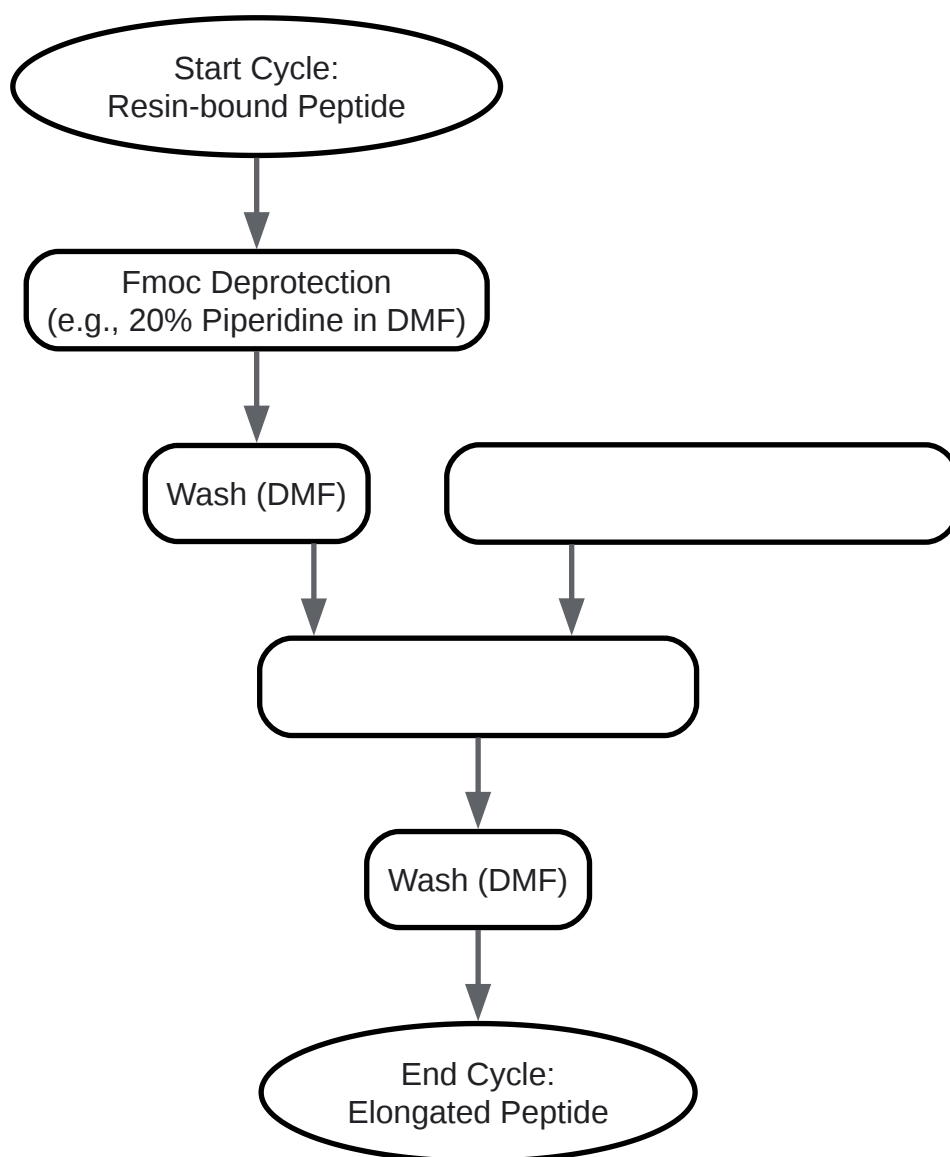 Start Cycle:
Resin-bound Peptide
Fmoc Deprotection
(e.g., 20% Piperidine in DMF)
Wash (DMF)
Wash (DMF)
End Cycle:
Elongated Peptide